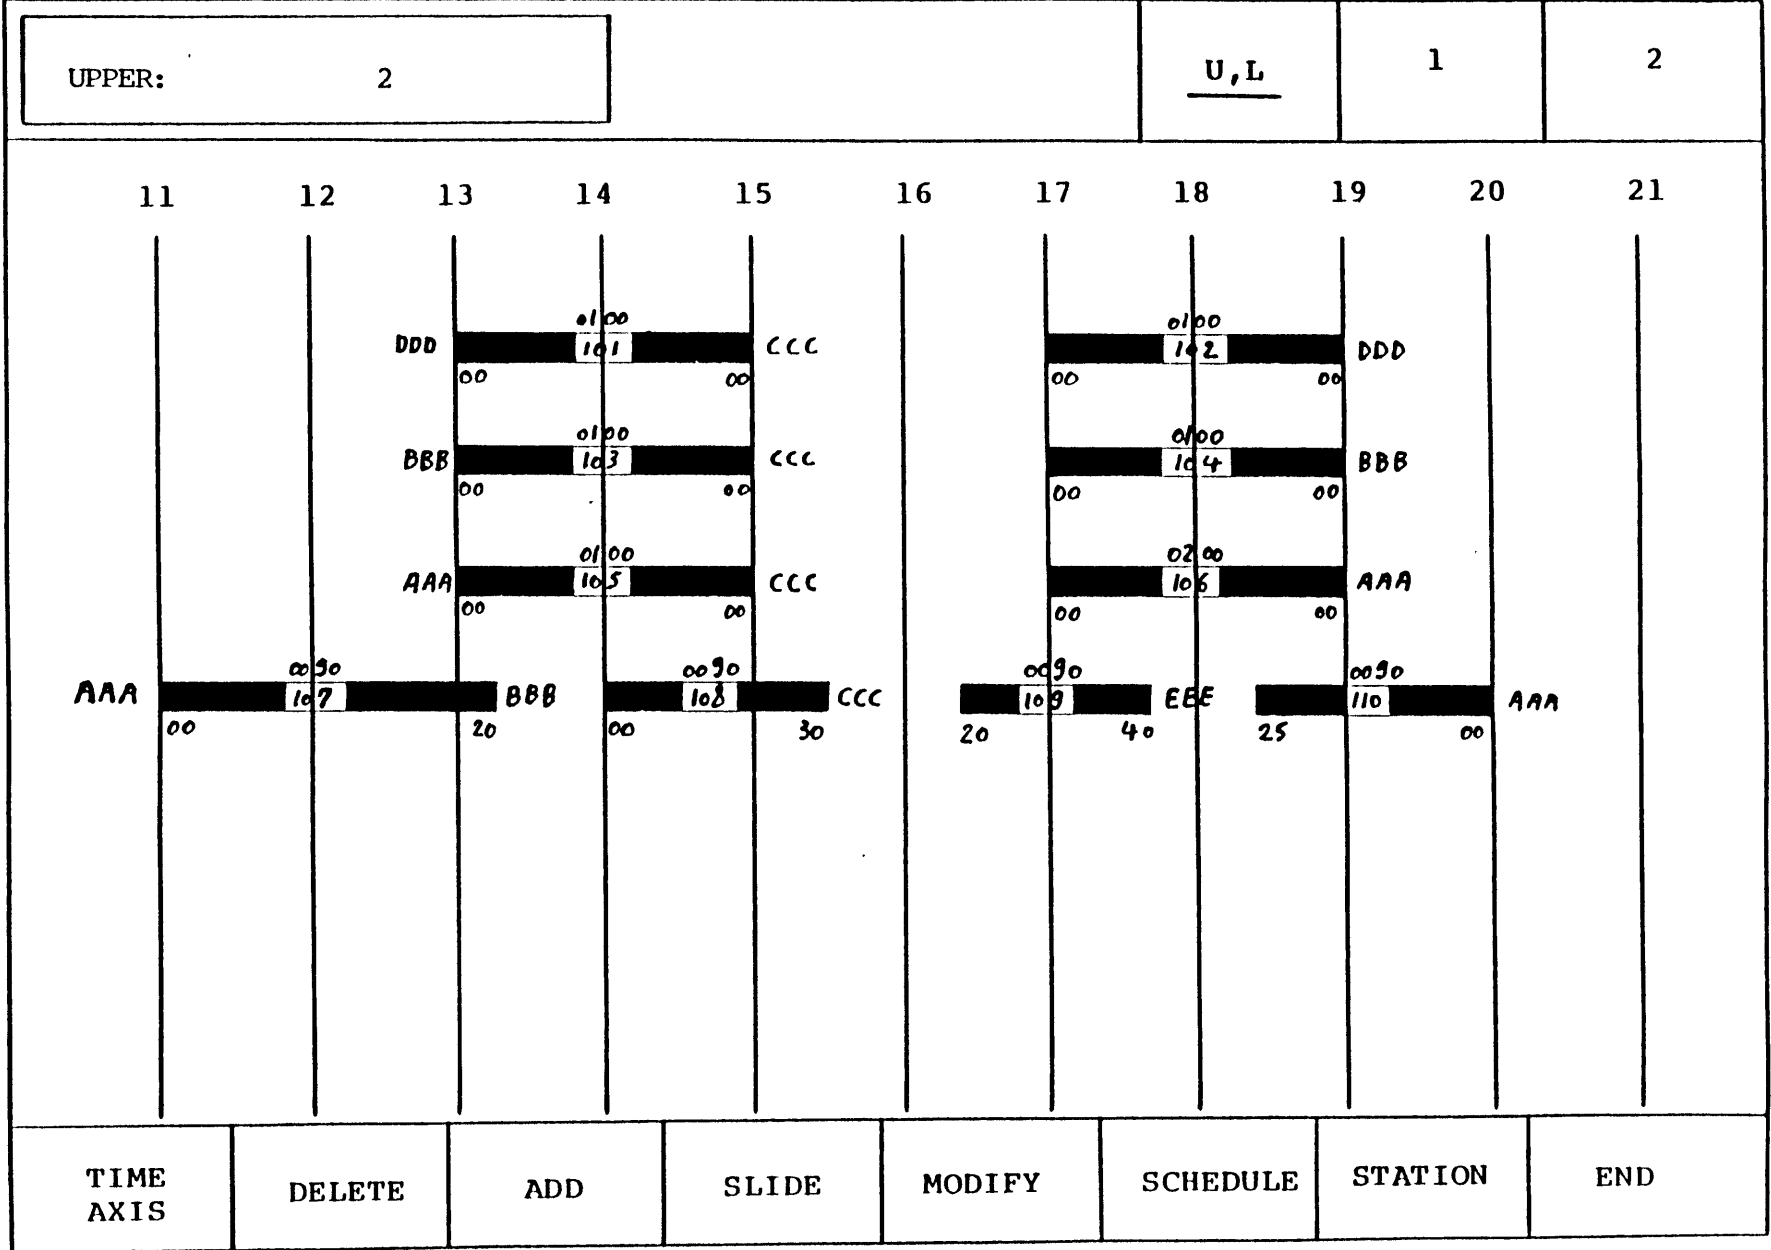 UPPER: 2 U,L 1 2
11 12 13 14 15 16 17 18 19 20 21
0100 0100
DDD 101 CCC 102 DDD
00 00 00 00
0100 0100
BBB 103 CCC 104 BBB
00 00 00 00
0100 0200
AAA 105 CCC 106 AAA
00 00 00 00
0090 0090 0090 0090
AAA 107 BBB 108 CCC 109 EEE 110 AAA
00 20 00 30 20 40 25 00
TIME AXIS DELETE ADD SLIDE MODIFY SCHEDULE STATION END